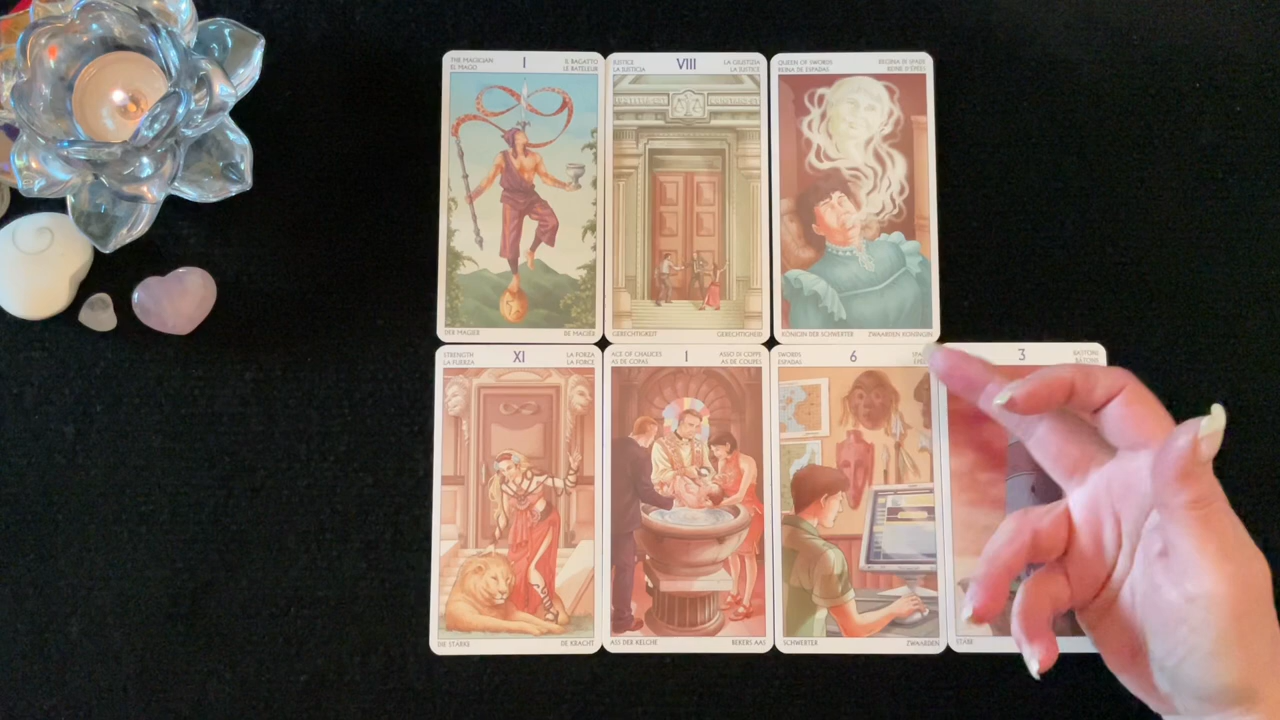 THE MAGICIAN
EL MAGO
I
IL BAGATTO
LE BATELEUR
DER MAGIER
DE MAGIËR
JUSTICE
LA JUSTICIA
VIII
LA GIUSTIZIA
LA JUSTICE
GERECHTIGKEIT
GERECHTIGHEID
QUEEN OF SWORDS
REINA DE ESPADAS
REGINA DI SPADE
REINE D'ÉPÉES
KÖNIGIN DER SCHWERTER
ZWAARDEN KONINGIN
STRENGTH
LA FUERZA
XI
LA FORZA
LA FORCE
DIE STÄRKE
DE KRACHT
ACE OF CHALICES
AS DE COPAS
I
ASSO DI COPPE
AS DE COUPES
ASS DER KELCHE
BEKERS AAS
SWORDS
ESPADAS
6
SCHWERTER
ZWAARDEN
3
BASTONI
BÂTONS
STÄBE